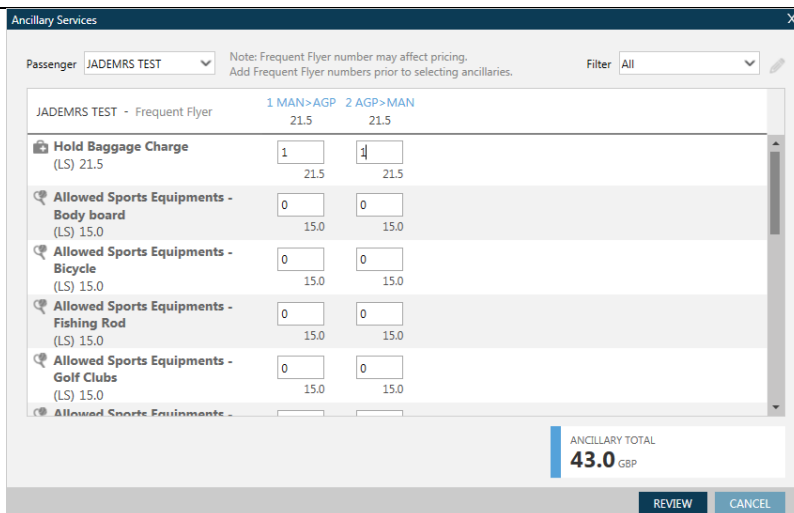 Ancillary Services X
Passenger JADEMRS TEST Note: Frequent Flyer number may affect pricing. Filter All
Add Frequent Flyer numbers prior to selecting ancillaries.
JADEMRS TEST - Frequent Flyer 1 MAN>AGP 2 AGP>MAN
21.5 21.5
Hold Baggage Charge 1 1
(LS) 21.5 21.5 21.5
Allowed Sports Equipments - 0 0
Body board
(LS) 15.0 15.0 15.0
Allowed Sports Equipments - 0 0
Bicycle
(LS) 15.0 15.0 15.0
Allowed Sports Equipments - 0 0
Fishing Rod
(LS) 15.0 15.0 15.0
Allowed Sports Equipments - 0 0
Golf Clubs
(LS) 15.0 15.0 15.0
Allowed Sports Equipments -
ANCILLARY TOTAL
43.0 GBP
REVIEW CANCEL